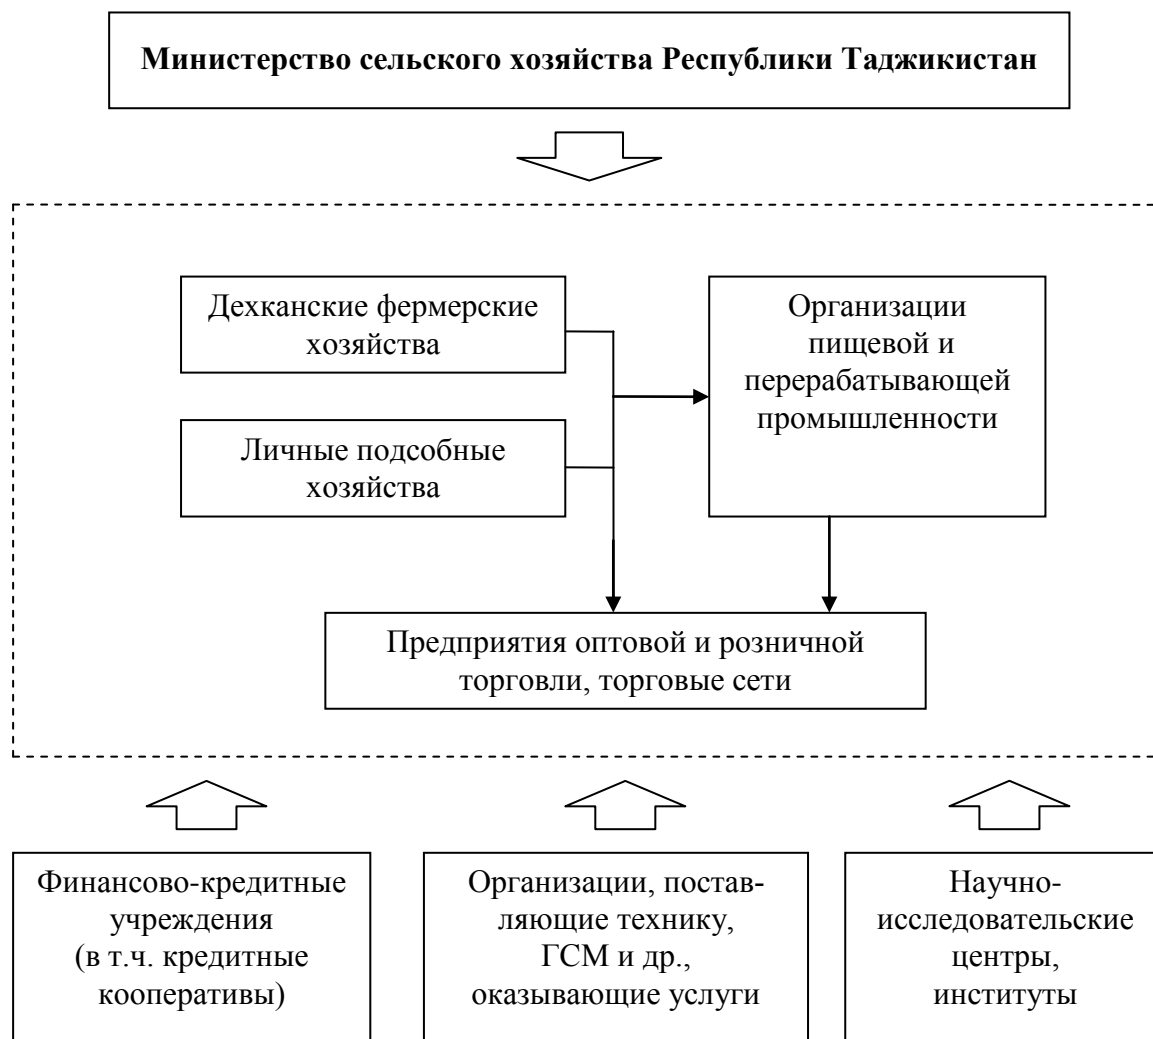 Министерство сельского хозяйства Республики Таджикистан
Дехканские фермерские
хозяйства
Организации
пищевой и
перерабатывающей
промышленности
Личные подсобные
хозяйства
Предприятия оптовой и розничной
торговли, торговые сети
Финансово-кредитные
учреждения
(в т.ч. кредитные
кооперативы)
Организации, постав-
ляющие технику,
ГСМ и др.,
оказывающие услуги
Научно-
исследовательские
центры,
институты